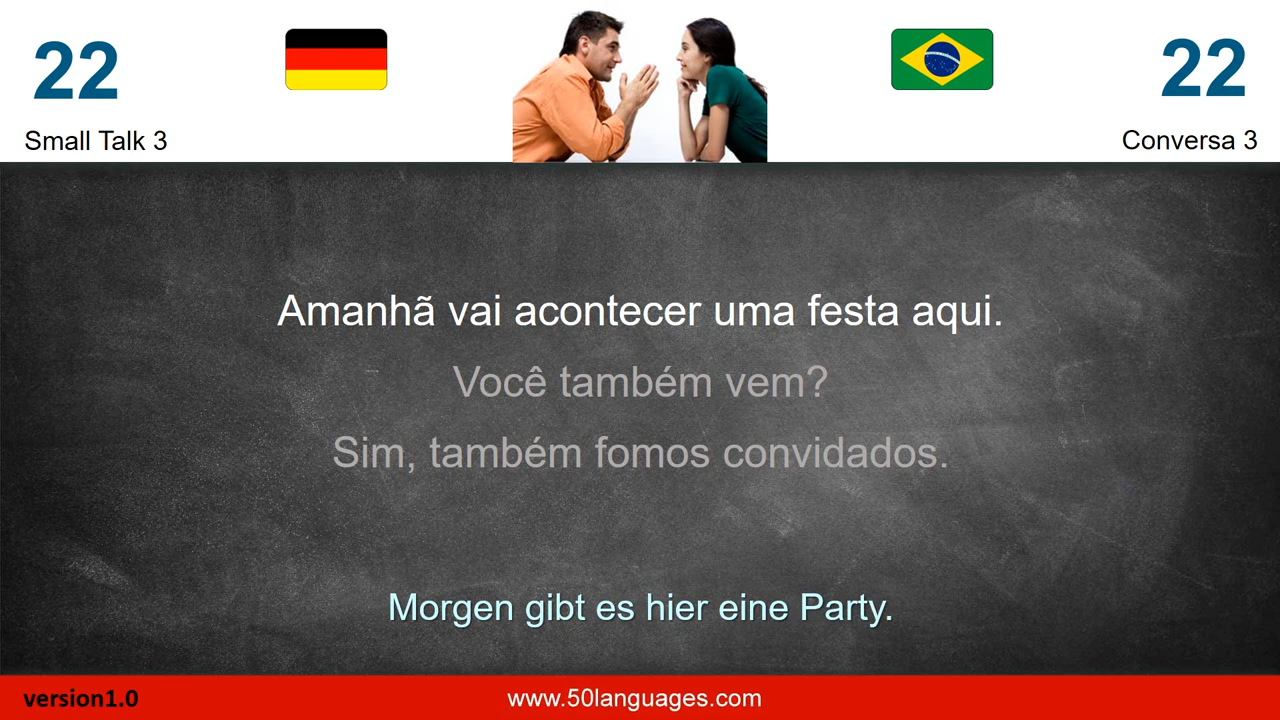 22
22
Small Talk 3
Conversa 3
Amanhã vai acontecer uma festa aqui.
Você também vem?
Sim, também fomos convidados.
Morgen gibt es hier eine Party.
version1.0
www.50languages.com